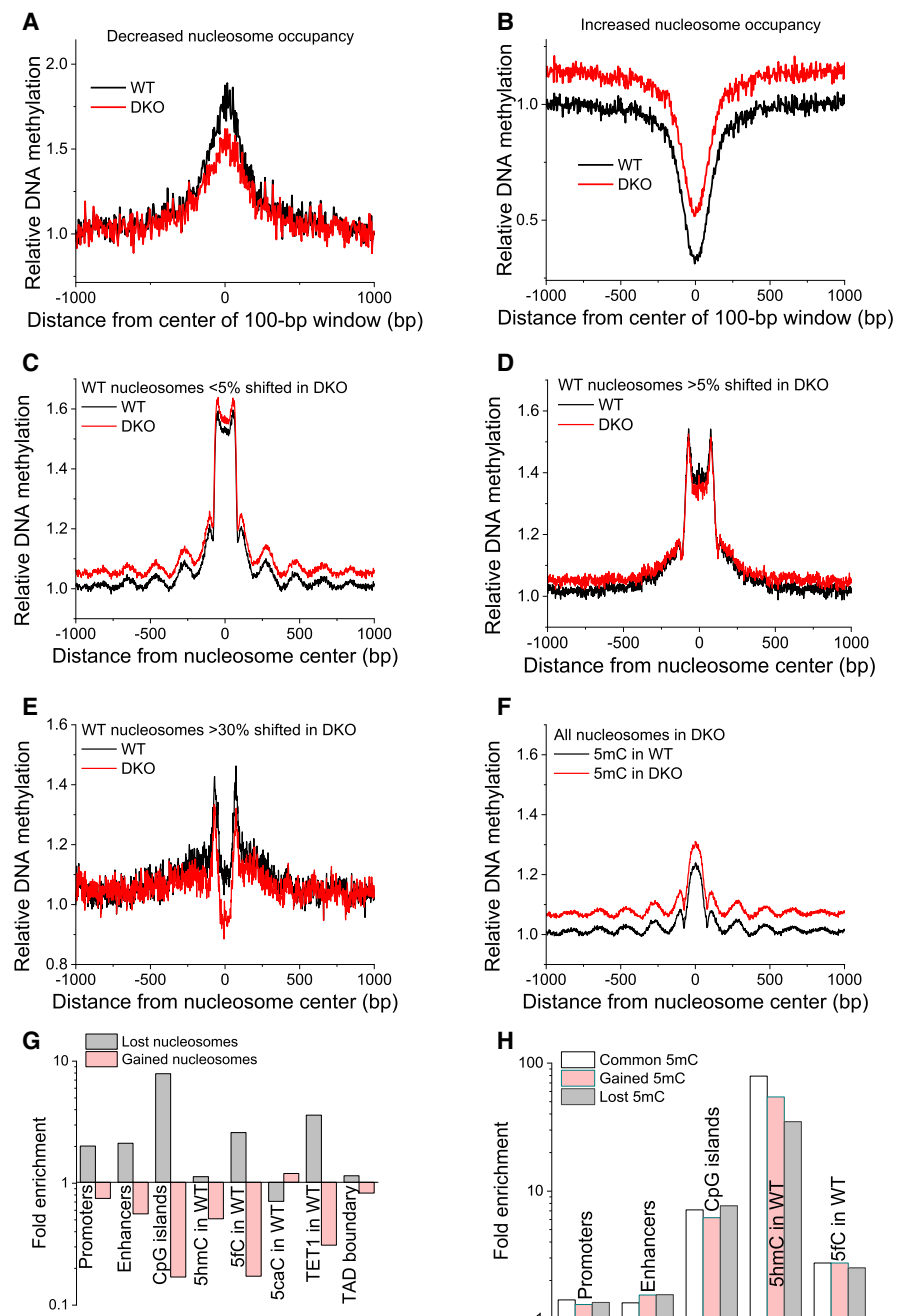 A
Decreased nucleosome occupancy
WT
DKO
2.0
1.5
1.0
Relative DNA methylation
-1000
0
1000
Distance from center of 100-bp window (bp)
B
Increased nucleosome occupancy
WT
DKO
1.0
0.5
Relative DNA methylation
-1000
-500
0
500
1000
Distance from center of 100-bp window (bp)
C
WT nucleosomes <5% shifted in DKO
WT
DKO
1.6
1.4
1.2
1.0
Relative DNA methylation
-1000
-500
0
500
1000
Distance from nucleosome center (bp)
D
WT nucleosomes >5% shifted in DKO
WT
DKO
1.6
1.4
1.2
1.0
Relative DNA methylation
-1000
-500
0
500
1000
Distance from nucleosome center (bp)
E
WT nucleosomes >30% shifted in DKO
WT
DKO
1.6
1.4
1.2
1.0
0.8
Relative DNA methylation
-1000
-500
0
500
1000
Distance from nucleosome center (bp)
F
All nucleosomes in DKO
5mC in WT
5mC in DKO
1.6
1.4
1.2
1.0
Relative DNA methylation
-1000
-500
0
500
1000
Distance from nucleosome center (bp)
G
Lost nucleosomes
Gained nucleosomes
10
1
0.1
Fold enrichment
Promoters
Enhancers
CpG islands
5hmC in WT
5fC in WT
5caC in WT
TET1 in WT
TAD boundary
H
Common 5mC
Gained 5mC
Lost 5mC
100
10
Fold enrichment
Promoters
Enhancers
CpG islands
5hmC in WT
5fC in WT